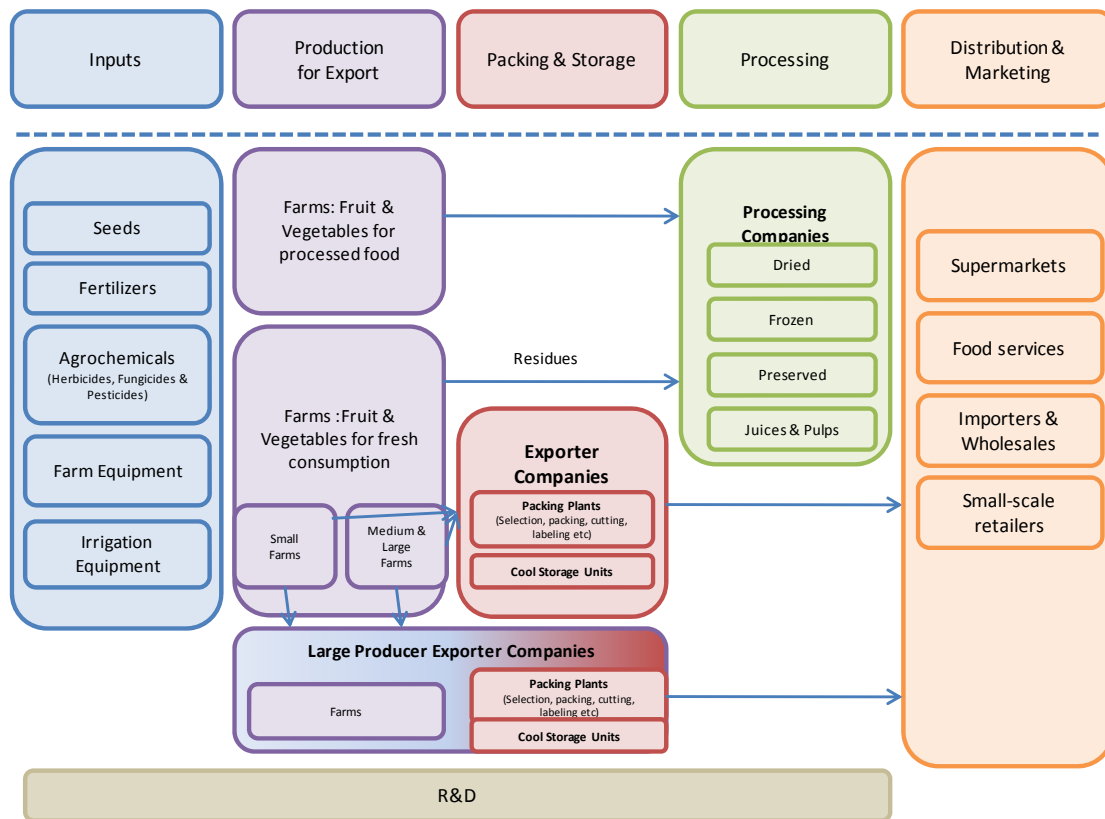 Inputs
Production
for Export
Packing & Storage
Processing
Distribution &
Marketing
Seeds
Fertilizers
Agrochemicals
(Herbicides, Fungicides &
Pesticides)
Farm Equipment
Irrigation
Equipment
Farms: Fruit &
Vegetables for
processed food
Farms :Fruit &
Vegetables for fresh
consumption
Small
Farms
Medium &
Large
Farms
Residues
Exporter
Companies
Packing Plants
(Selection, packing, cutting,
labeling etc)
Cool Storage Units
Processing
Companies
Dried
Frozen
Preserved
Juices & Pulps
Supermarkets
Food services
Importers &
Wholesales
Small-scale
retailers
Large Producer Exporter Companies
Farms
Packing Plants
(Selection, packing, cutting,
labeling etc)
Cool Storage Units
R&D